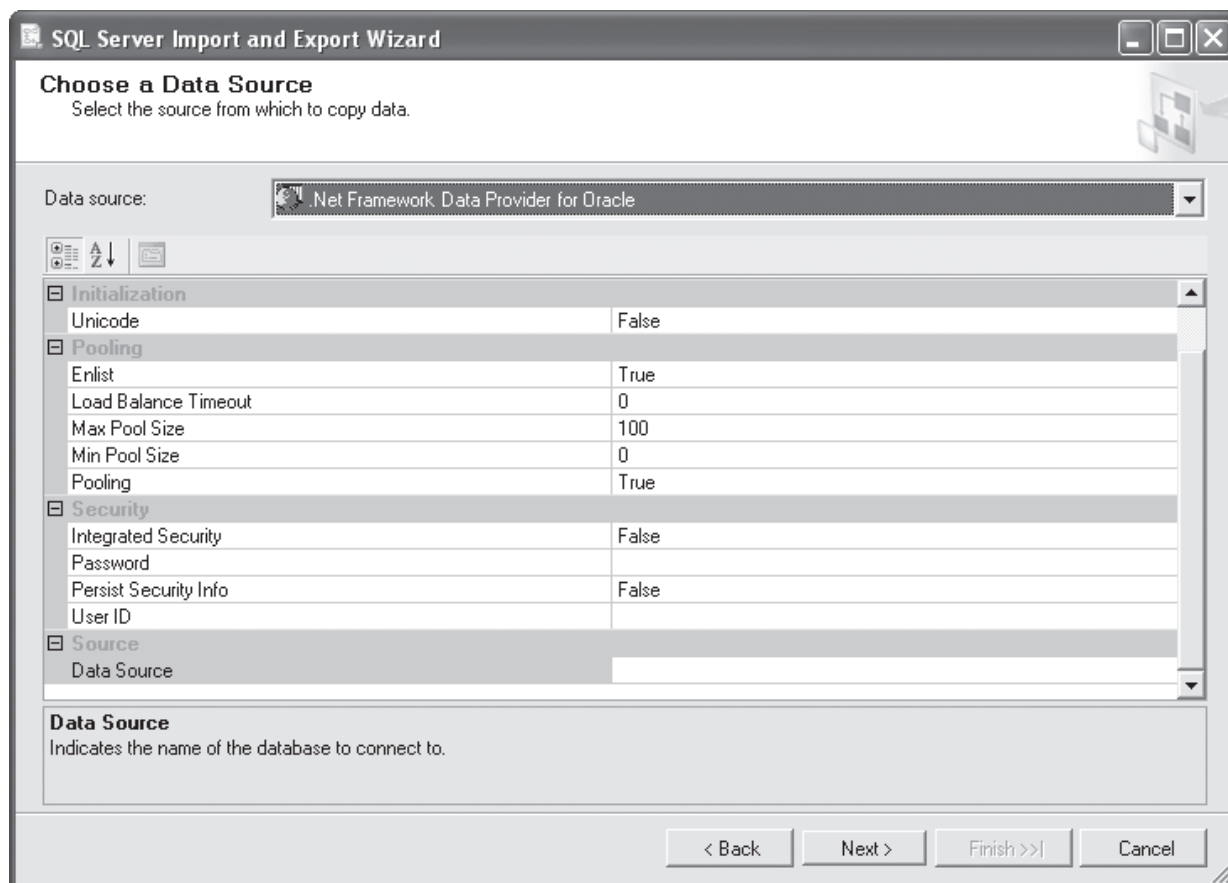 SQL Server Import and Export Wizard
Choose a Data Source
Select the source from which to copy data.
Data source: .Net Framework Data Provider for Oracle
Initialization
Unicode False
Pooling
Enlist True
Load Balance Timeout 0
Max Pool Size 100
Min Pool Size 0
Pooling True
Security
Integrated Security False
Password
Persist Security Info False
User ID
Source
Data Source
Data Source
Indicates the name of the database to connect to.
< Back Next > Finish >>| Cancel